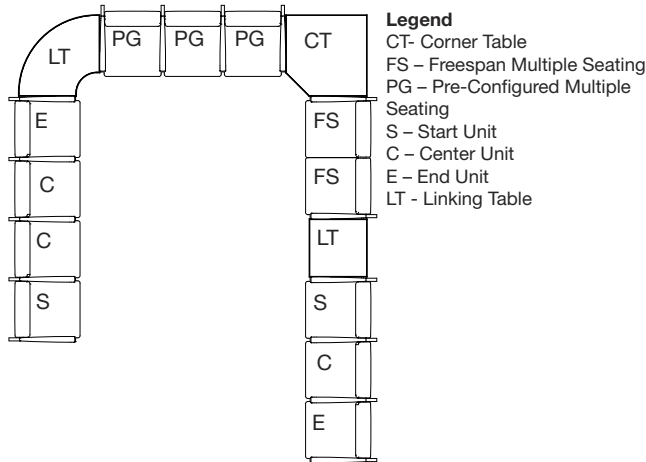 LT
PG PG PG
CT
E
C
C
S
FS
FS
LT
S
C
E
Legend
CT- Corner Table
FS – Freespan Multiple Seating
PG – Pre-Configured Multiple
Seating
S – Start Unit
C – Center Unit
E – End Unit
LT - Linking Table